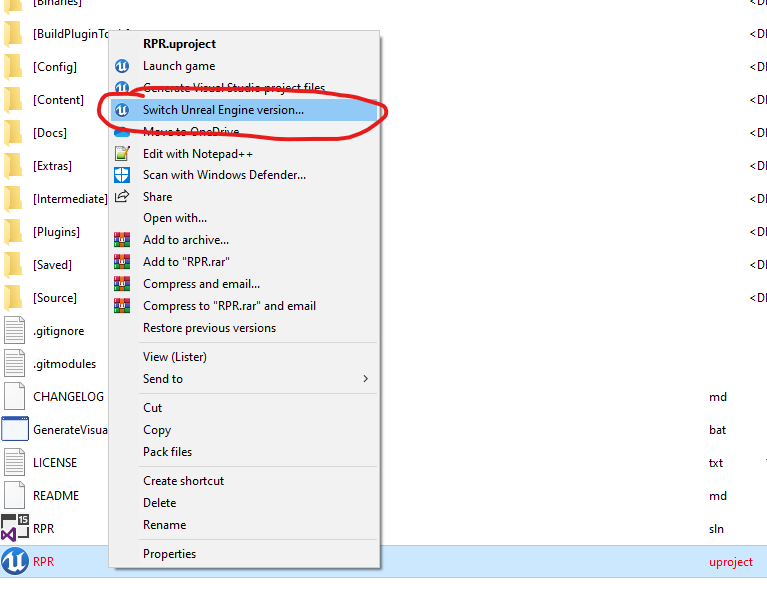 [Binaries]
<DI
[BuildPluginTo
<DI
RPR.uproject
[Config]
Launch game
<DI
Generate Visual Studio project files
[Content]
Switch Unreal Engine version...
<DI
[Docs]
Move to OneDrive
<DI
Edit with Notepad++
[Extras]
Scan with Windows Defender...
<DI
[Intermediate]
Share
<DI
Open with...
[Plugins]
Add to archive...
<DI
[Saved]
Add to "RPR.rar"
<DI
Compress and email...
[Source]
Compress to "RPR.rar" and email
<DI
.gitignore
Restore previous versions
.gitmodules
View (Lister)
Send to
CHANGELOG
md
Cut
GenerateVisua
Copy
bat
Pack files
LICENSE
txt
Create shortcut
README
Delete
md
Rename
15
RPR
sln
Properties
RPR
uproject